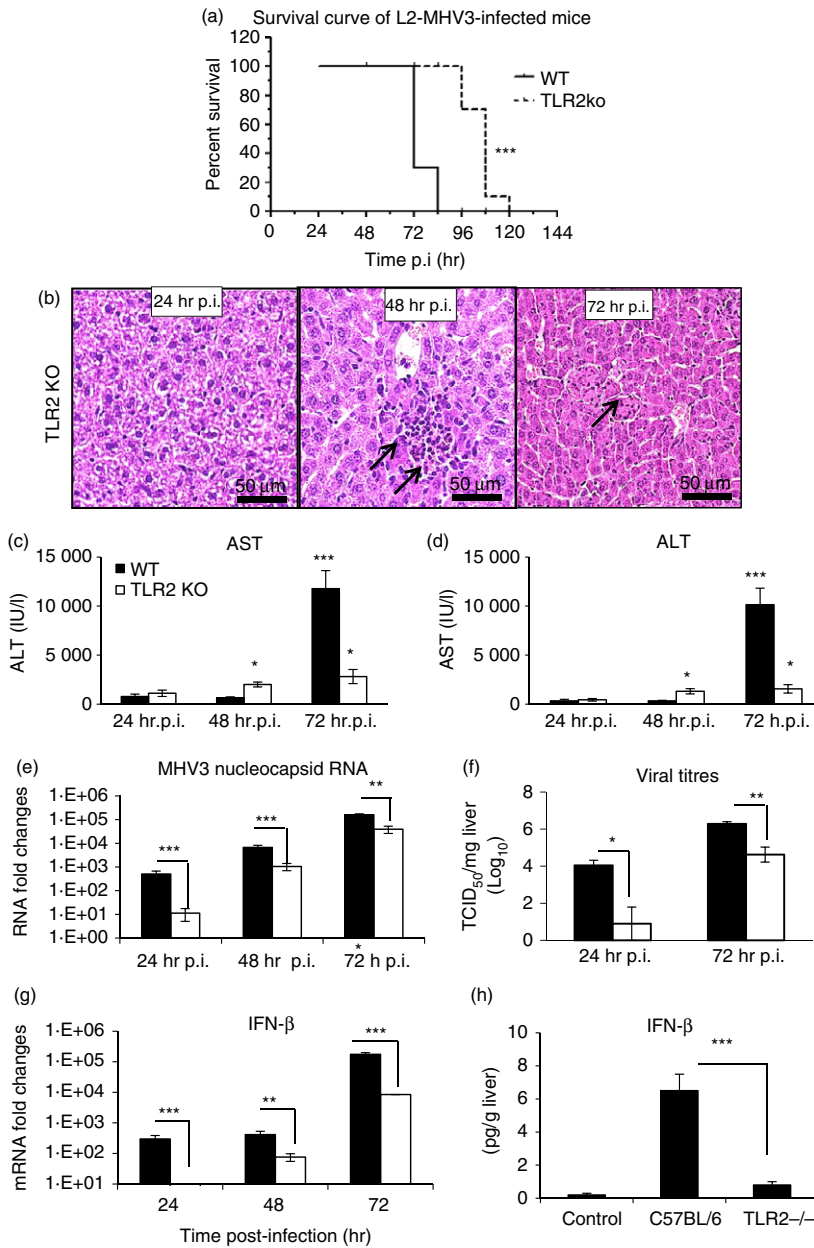 (a) Survival curve of L2-MHV3-infected mice
120
100
80
60
40
20
0
Percent survival
WT
TLR2ko
***
0 24 48 72 96 120 144
Time p.i (hr)
(b)
TLR2 KO
24 hr p.i.
48 hr p.i.
72 hr p.i.
50 μm
50 μm
50 μm
(c) AST
15 000
10 000
5 000
0
ALT (IU/l)
WT
TLR2 KO
*
***
*
24 hr.p.i. 48 hr.p.i. 72 hr.p.i.
(d) ALT
15 000
10 000
5 000
0
AST (IU/l)
*
***
*
24 hr.p.i. 48 hr.p.i. 72 h.p.i.
(e) MHV3 nucleocapsid RNA
1·E+06
1·E+05
1·E+04
1·E+03
1·E+02
1·E+01
1·E+00
RNA fold changes
***
***
**
*
24 hr p.i. 48 hr p.i. 72 h p.i.
(f) Viral titres
8
6
4
2
0
TCID50/mg liver
(Log10)
*
**
24 hr p.i. 72 hr p.i.
(g) IFN-β
1·E+06
1·E+05
1·E+04
1·E+03
1·E+02
1·E+01
mRNA fold changes
***
**
***
24 48 72
Time post-infection (hr)
(h) IFN-β
10
8
6
4
2
0
(pg/g liver)
***
Control C57BL/6 TLR2–/–